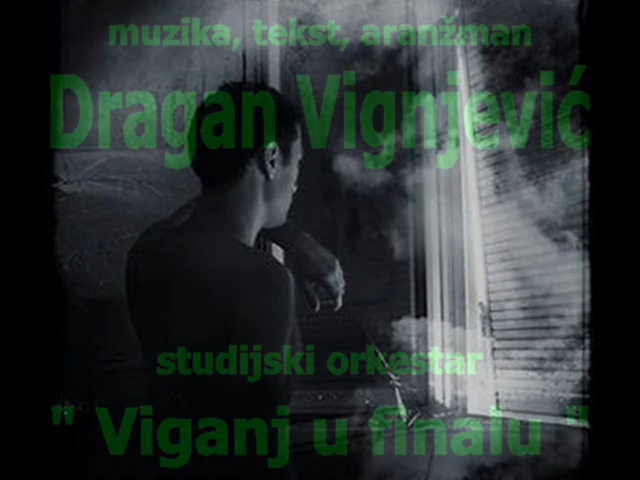 muzika, tekst, aranžman
Dragan Vignjević
studijski orkestar
" Viganj u finalu "